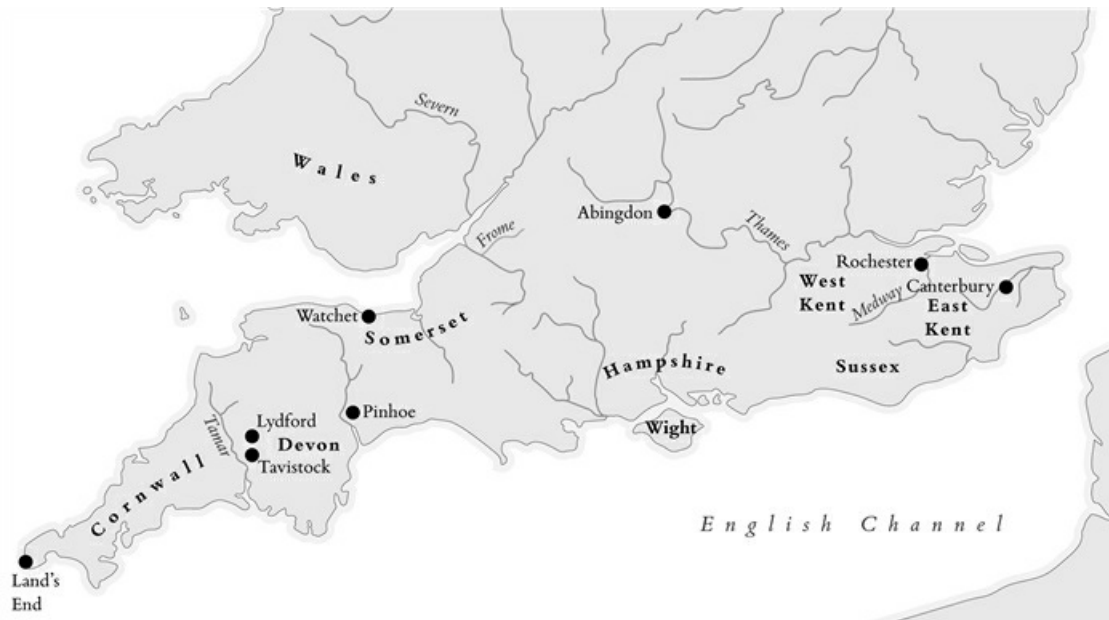 Severn
Wales
Abingdon
Frome
Thames
Rochester
West
Kent
Medway
Canterbury
East
Kent
Watchet
Somerset
Hampshire
Sussex
Pinhoe
Wight
Lydford
Tamar
Devon
Tavistock
Cornwall
English Channel
Land's
End